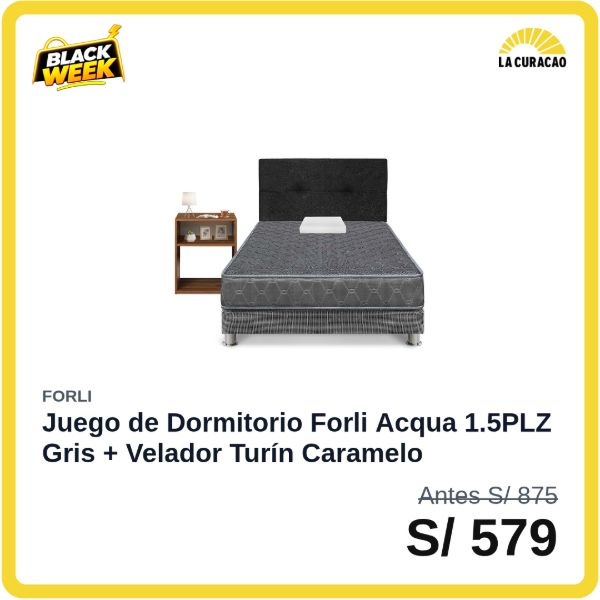 BLACK
WEEK
LA CURACAO
FORLI
Juego de Dormitorio Forli Acqua 1.5PLZ
Gris + Velador Turín Caramelo
Antes S/ 875
S/ 579